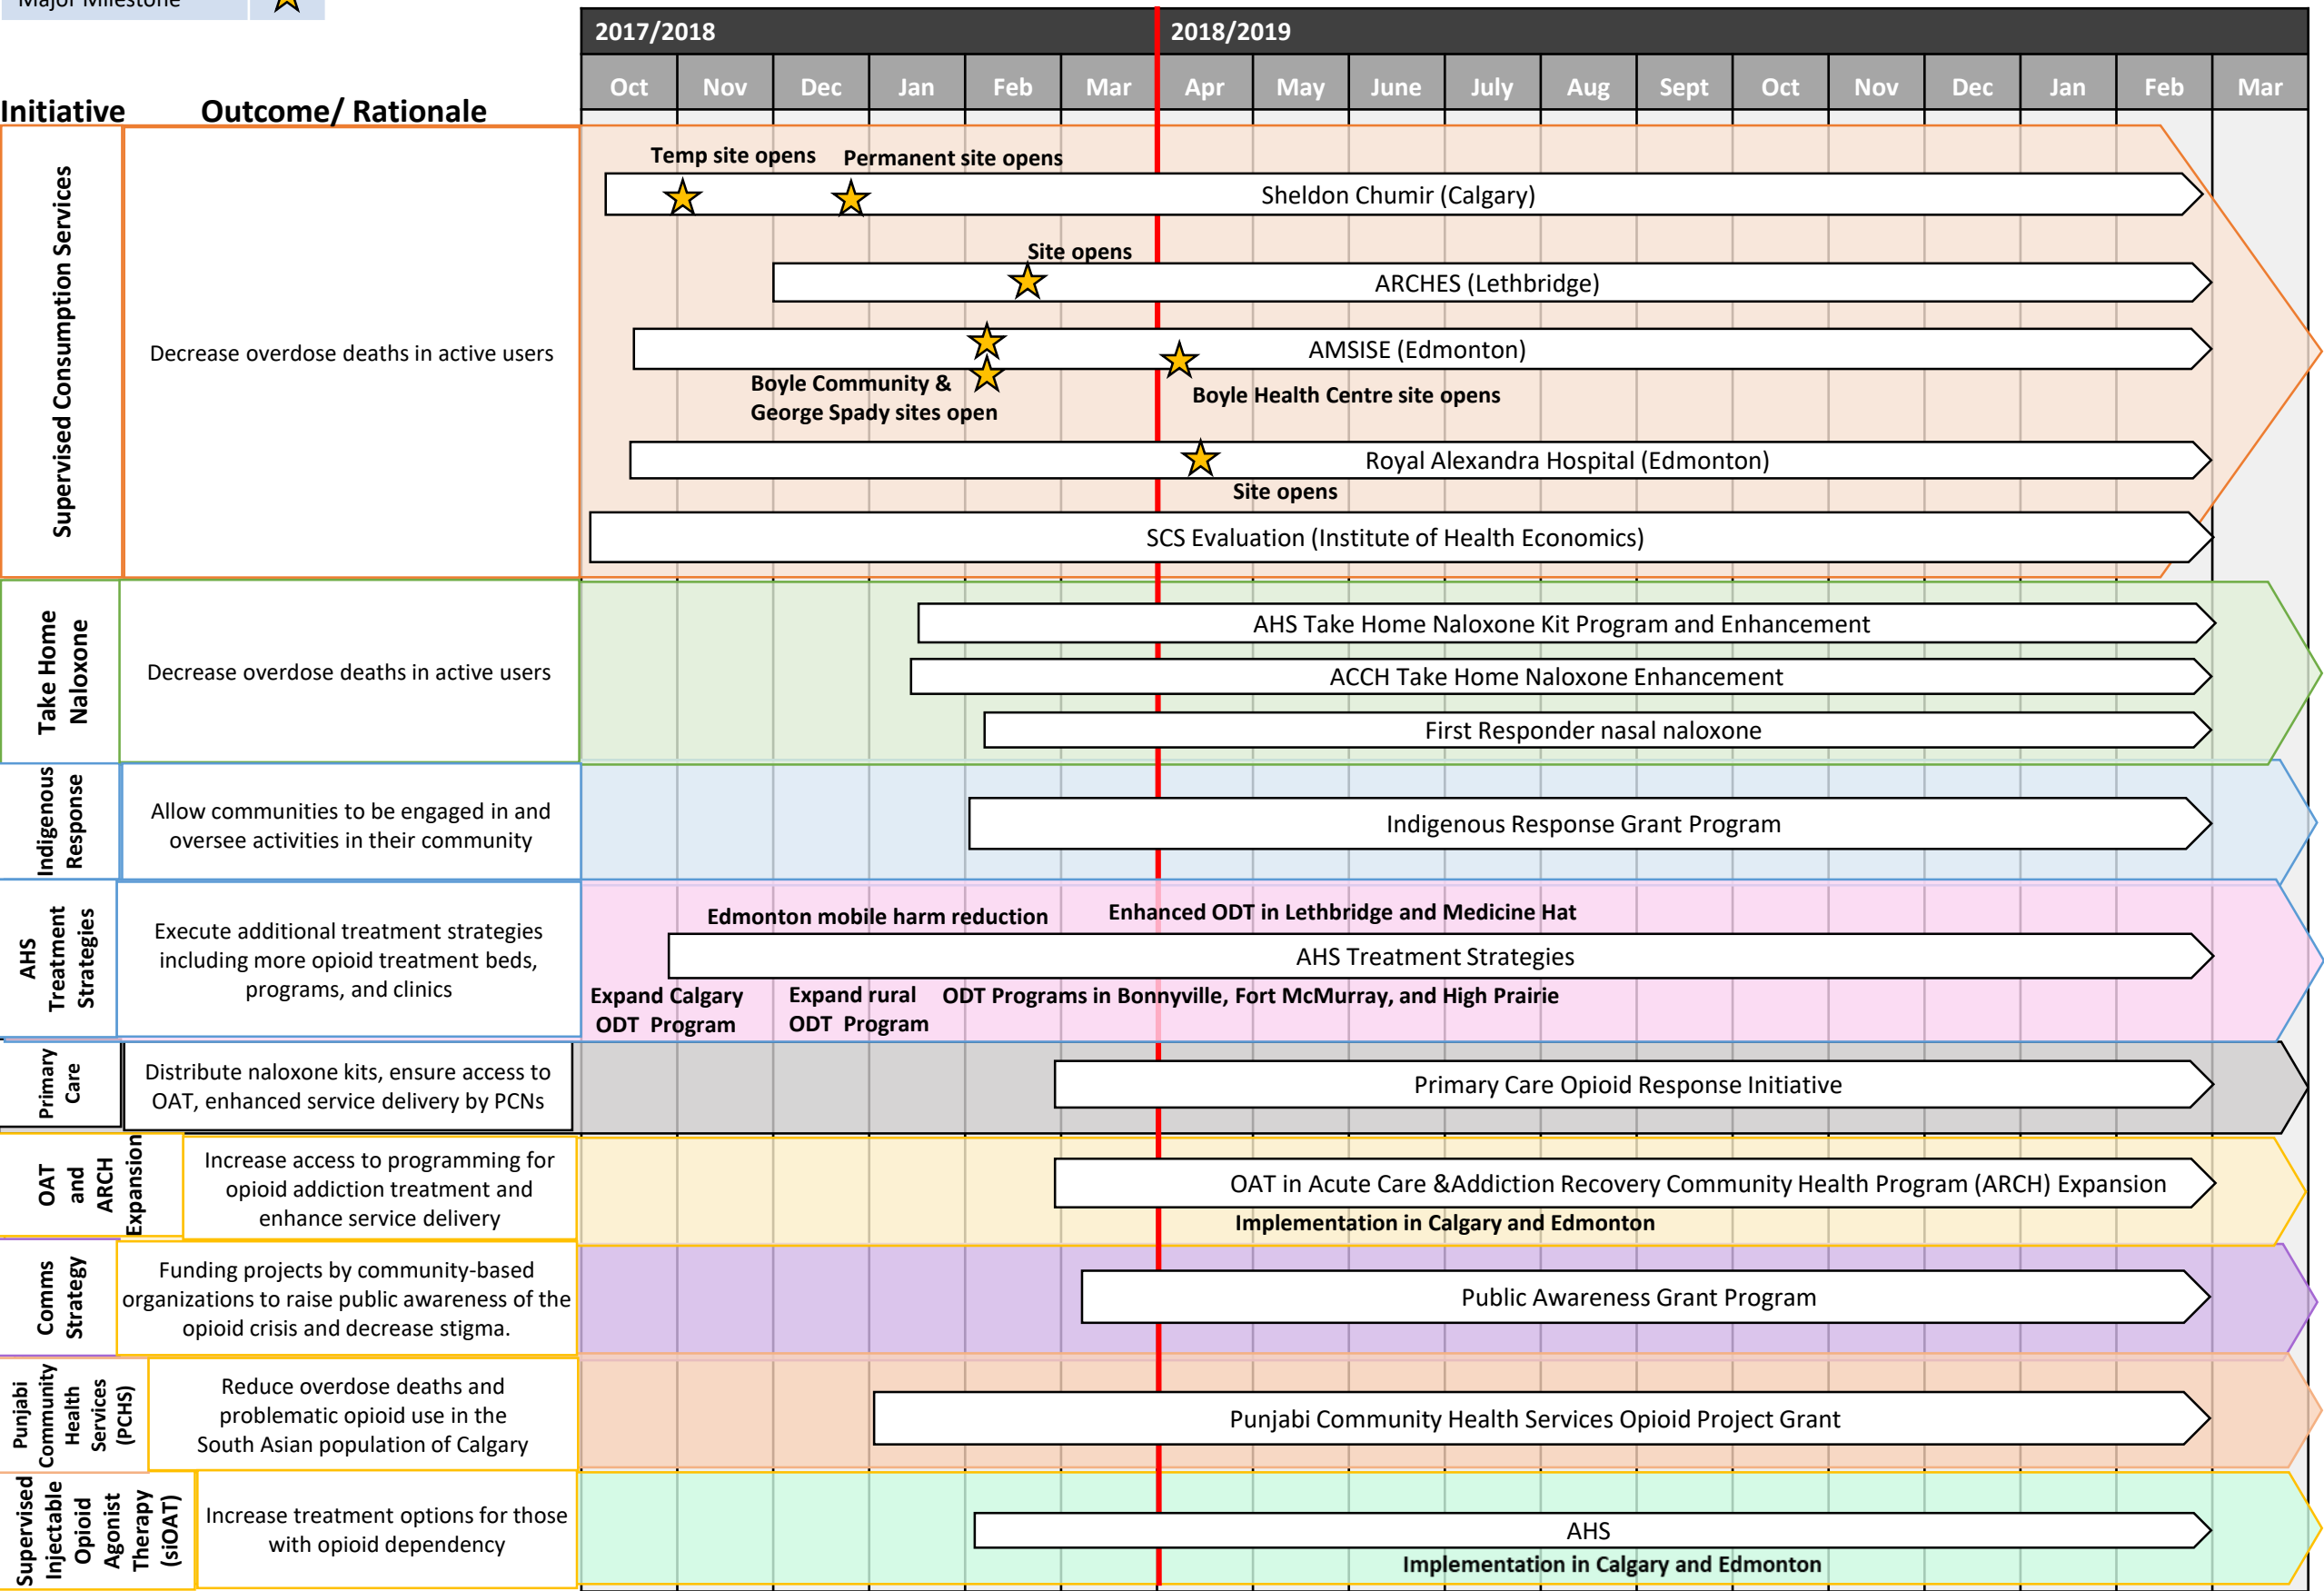 Major Milestone
2017/2018
2018/2019
Oct
Nov
Dec
Jan
Feb
Mar
Apr
May
June
July
Aug
Sept
Oct
Nov
Dec
Jan
Feb
Mar
Initiative
Outcome/ Rationale
Supervised Consumption Services
Decrease overdose deaths in active users
Temp site opens
Permanent site opens
Sheldon Chumir (Calgary)
Site opens
ARCHES (Lethbridge)
AMSISE (Edmonton)
Boyle Community &
George Spady sites open
Boyle Health Centre site opens
Royal Alexandra Hospital (Edmonton)
Site opens
SCS Evaluation (Institute of Health Economics)
Take Home
Naloxone
Decrease overdose deaths in active users
AHS Take Home Naloxone Kit Program and Enhancement
ACCH Take Home Naloxone Enhancement
First Responder nasal naloxone
Indigenous
Response
Allow communities to be engaged in and
oversee activities in their community
Indigenous Response Grant Program
AHS
Treatment
Strategies
Execute additional treatment strategies
including more opioid treatment beds,
programs, and clinics
Edmonton mobile harm reduction
Enhanced ODT in Lethbridge and Medicine Hat
AHS Treatment Strategies
Expand Calgary
ODT Program
Expand rural
ODT Program
ODT Programs in Bonnyville, Fort McMurray, and High Prairie
Primary
Care
Distribute naloxone kits, ensure access to
OAT, enhanced service delivery by PCNs
Primary Care Opioid Response Initiative
OAT
and
ARCH
Expansion
Increase access to programming for
opioid addiction treatment and
enhance service delivery
OAT in Acute Care &Addiction Recovery Community Health Program (ARCH) Expansion
Implementation in Calgary and Edmonton
Comms
Strategy
Funding projects by community-based
organizations to raise public awareness of the
opioid crisis and decrease stigma.
Public Awareness Grant Program
Punjabi
Community
Health
Services
(PCHS)
Reduce overdose deaths and
problematic opioid use in the
South Asian population of Calgary
Punjabi Community Health Services Opioid Project Grant
Supervised
Injectable
Opioid
Agonist
Therapy
(siOAT)
Increase treatment options for those
with opioid dependency
AHS
Implementation in Calgary and Edmonton